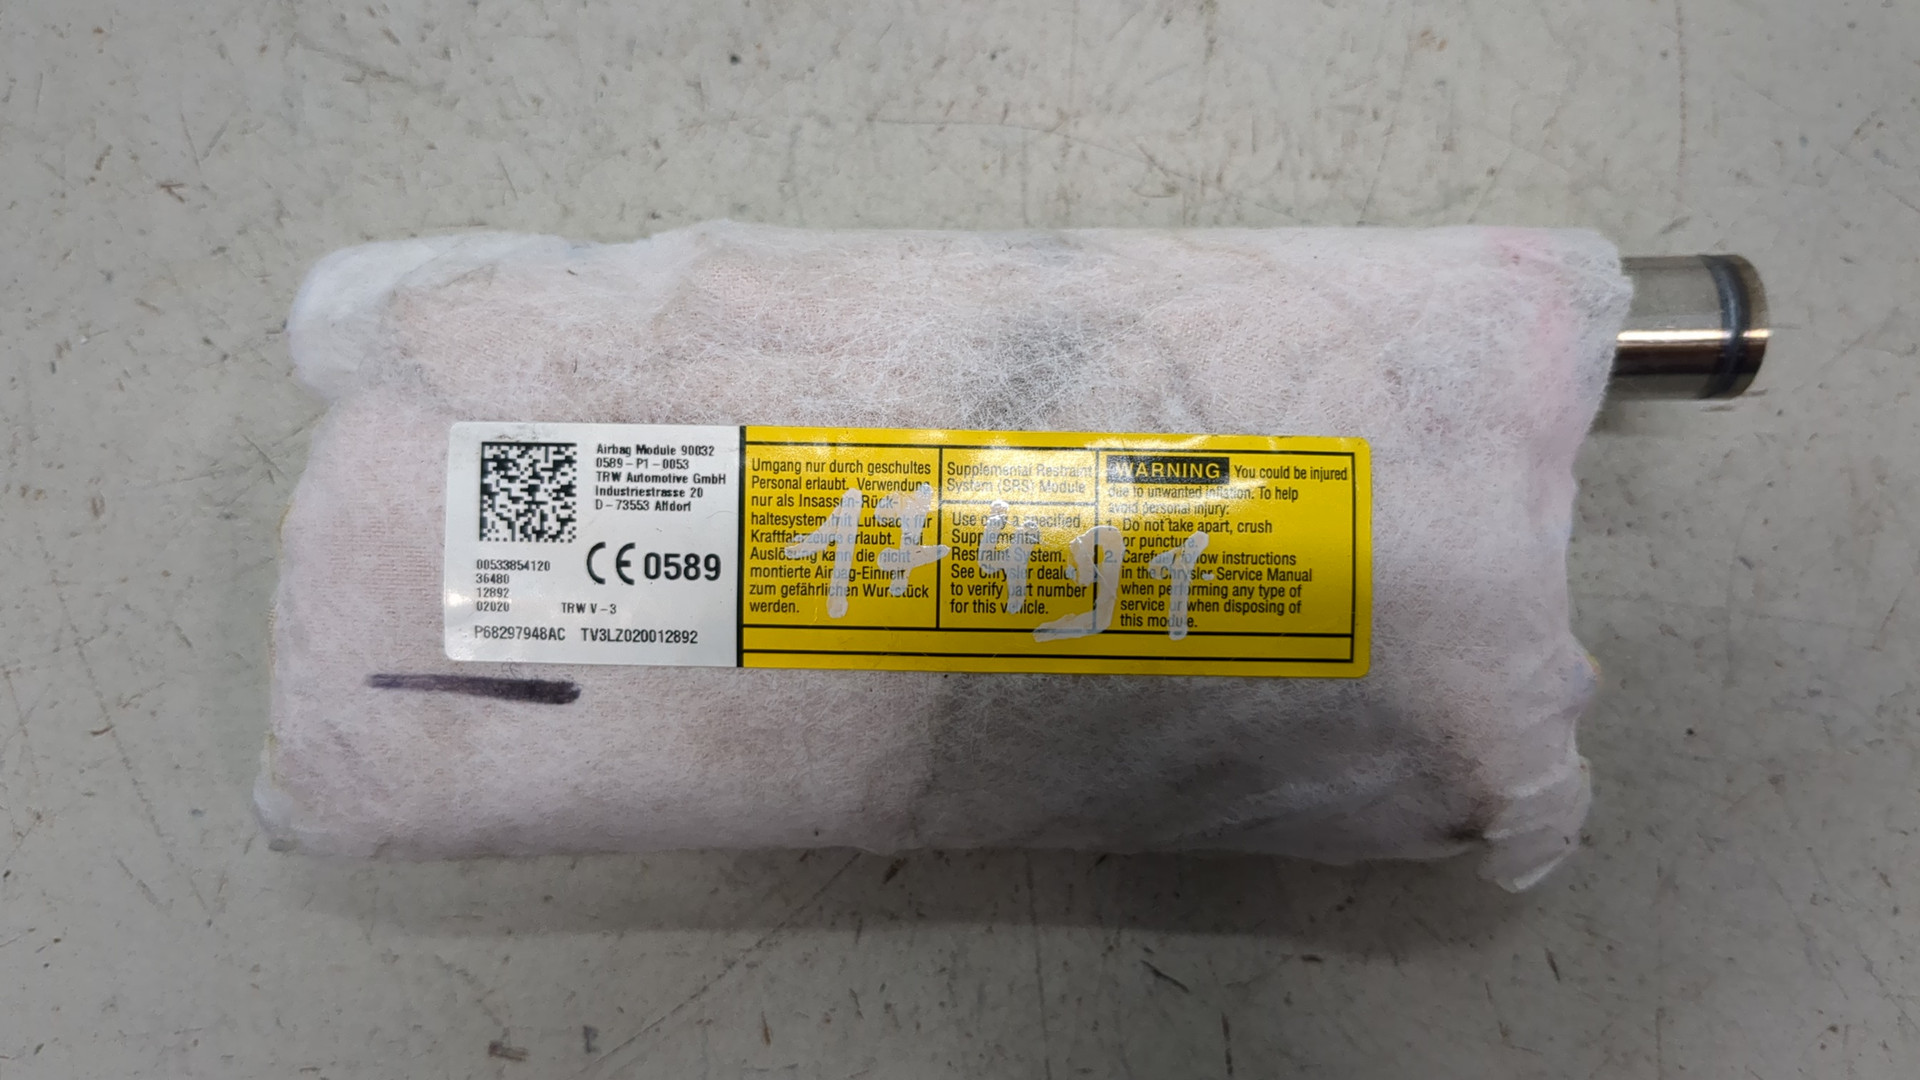 Airbag Module 90032
0589-P1-0053
TRW Automotive GmbH
Industriestrasse 20
D-73553 Alfdorf
CE 0589
00533854120
36480
12892
02020 TRW V-3
P68297948AC TV3LZ020012892
Umgang nur durch geschultes
Personal erlaubt. Verwendung
nur als Insassen-Rück-
haltesystem mit Luftsack für
Kraftfahrzeuge erlaubt. Bei
Auslösung kann die nicht
montierte Airbag-Einheit
zum gefährlichen Wurfstück
werden.
Supplemental Restraint
System (SRS) Module
Use only a specified
Supplemental
Restraint System.
See Chrysler dealer
to verify part number
for this vehicle.
WARNING You could be injured
due to unwanted inflation. To help
avoid personal injury:
1. Do not take apart, crush
or puncture.
2. Carefully follow instructions
in the Chrysler Service Manual
when performing any type of
service or when disposing of
this module.